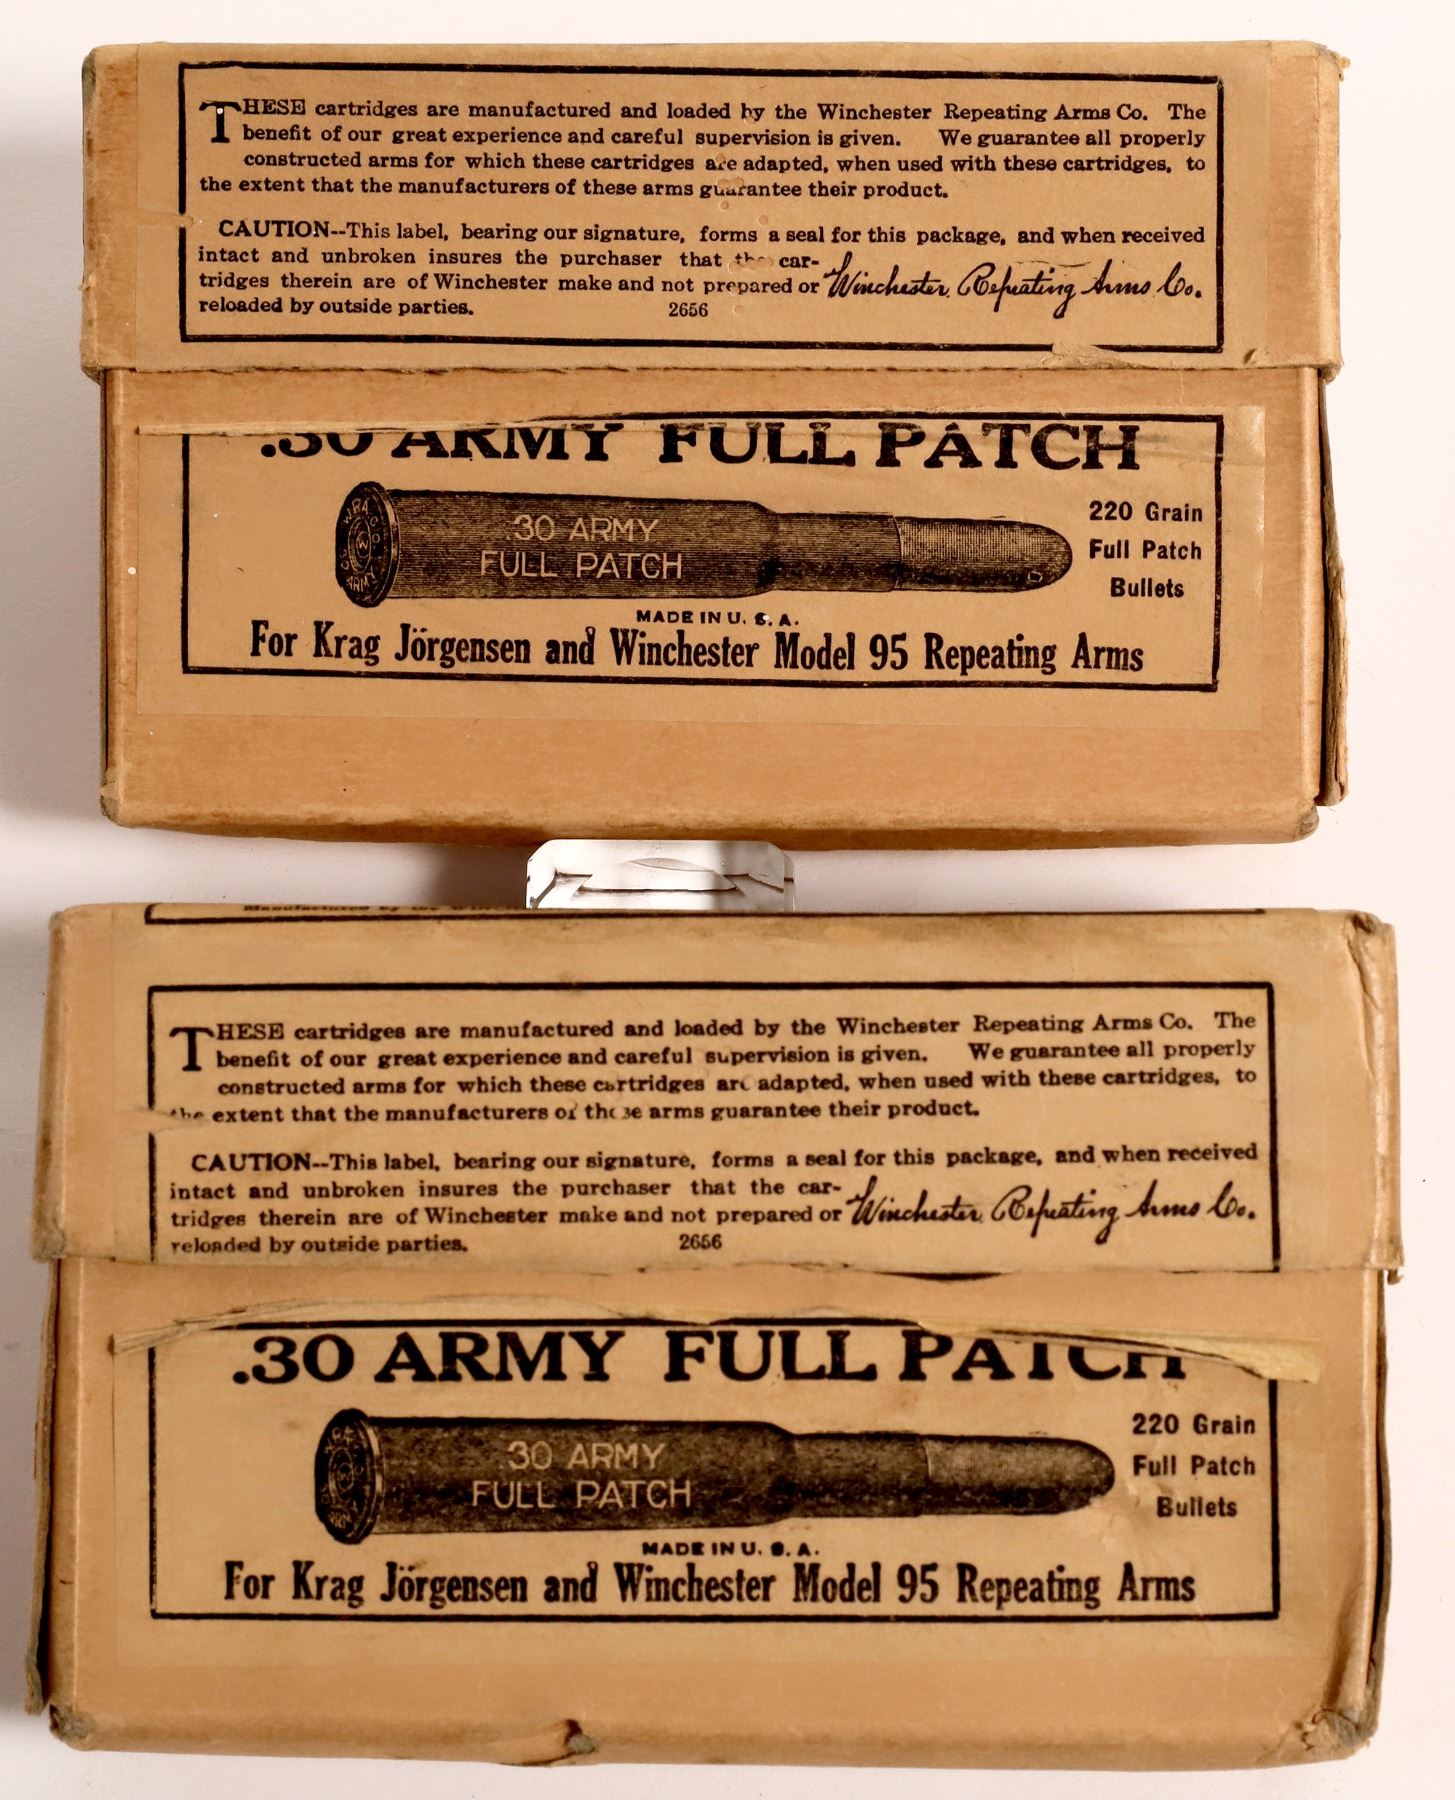 THESE cartridges are manufactured and loaded by the Winchester Repeating Arms Co. The
benefit of our great experience and careful supervision is given. We guarantee all properly
constructed arms for which these cartridges are adapted, when used with these cartridges, to
the extent that the manufacturers of these arms guarantee their product.
CAUTION--This label, bearing our signature, forms a seal for this package, and when received
intact and unbroken insures the purchaser that the car-
tridges therein are of Winchester make and not prepared or Winchester Repeating Arms Co.
reloaded by outside parties. 2656
.30 ARMY FULL PATCH
220 Grain
.30 ARMY
FULL PATCH
Full Patch
Bullets
W.R.A. CO.
W
.30 ARMY
MADE IN U. S. A.
For Krag Jörgensen and Winchester Model 95 Repeating Arms
Manufactured by the
THESE cartridges are manufactured and loaded by the Winchester Repeating Arms Co. The
benefit of our great experience and careful supervision is given. We guarantee all properly
constructed arms for which these cartridges are adapted, when used with these cartridges, to
the extent that the manufacturers of these arms guarantee their product.
CAUTION--This label, bearing our signature, forms a seal for this package, and when received
intact and unbroken insures the purchaser that the car-
tridges therein are of Winchester make and not prepared or Winchester Repeating Arms Co.
reloaded by outside parties. 2656
.30 ARMY FULL PATCH
220 Grain
.30 ARMY
FULL PATCH
Full Patch
Bullets
MADE IN U. S. A.
For Krag Jörgensen and Winchester Model 95 Repeating Arms